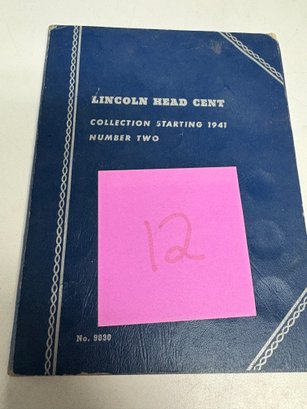 LINCOLN HEAD CENT
COLLECTION STARTING 1941
NUMBER TWO
12
No. 9030